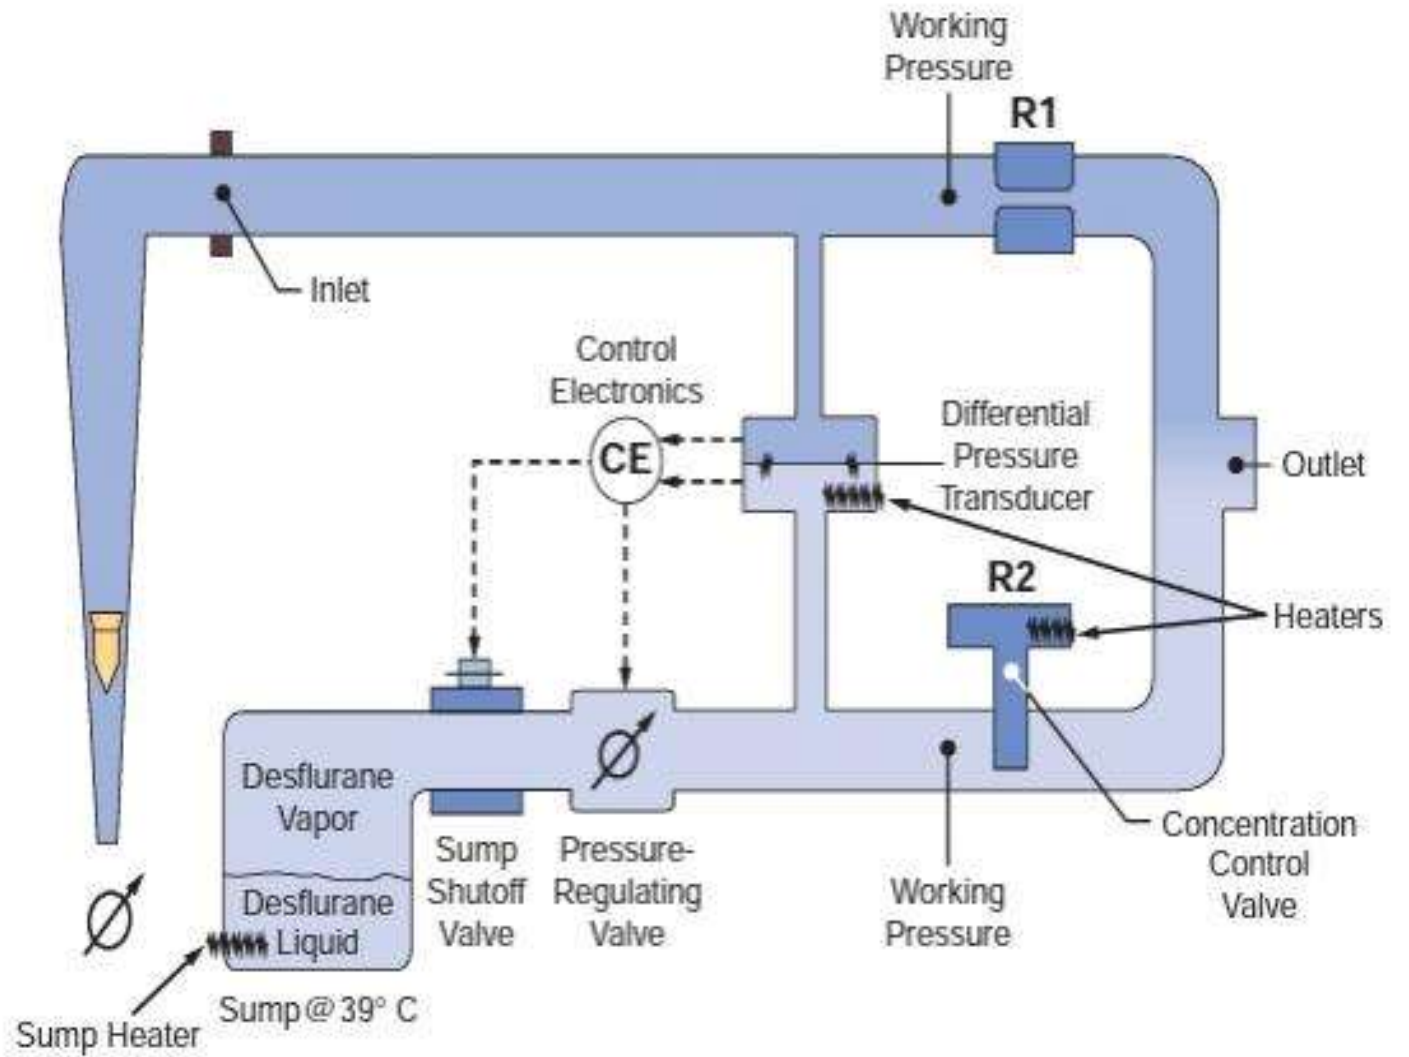 Working
Pressure
R1
Inlet
Control
Electronics
CE
Differential
Pressure
Transducer
Outlet
R2
Heaters
Desflurane
Vapor
Desflurane
Liquid
Sump
Shutoff
Valve
Pressure-
Regulating
Valve
Working
Pressure
Concentration
Control
Valve
Sump @ 39° C
Sump Heater